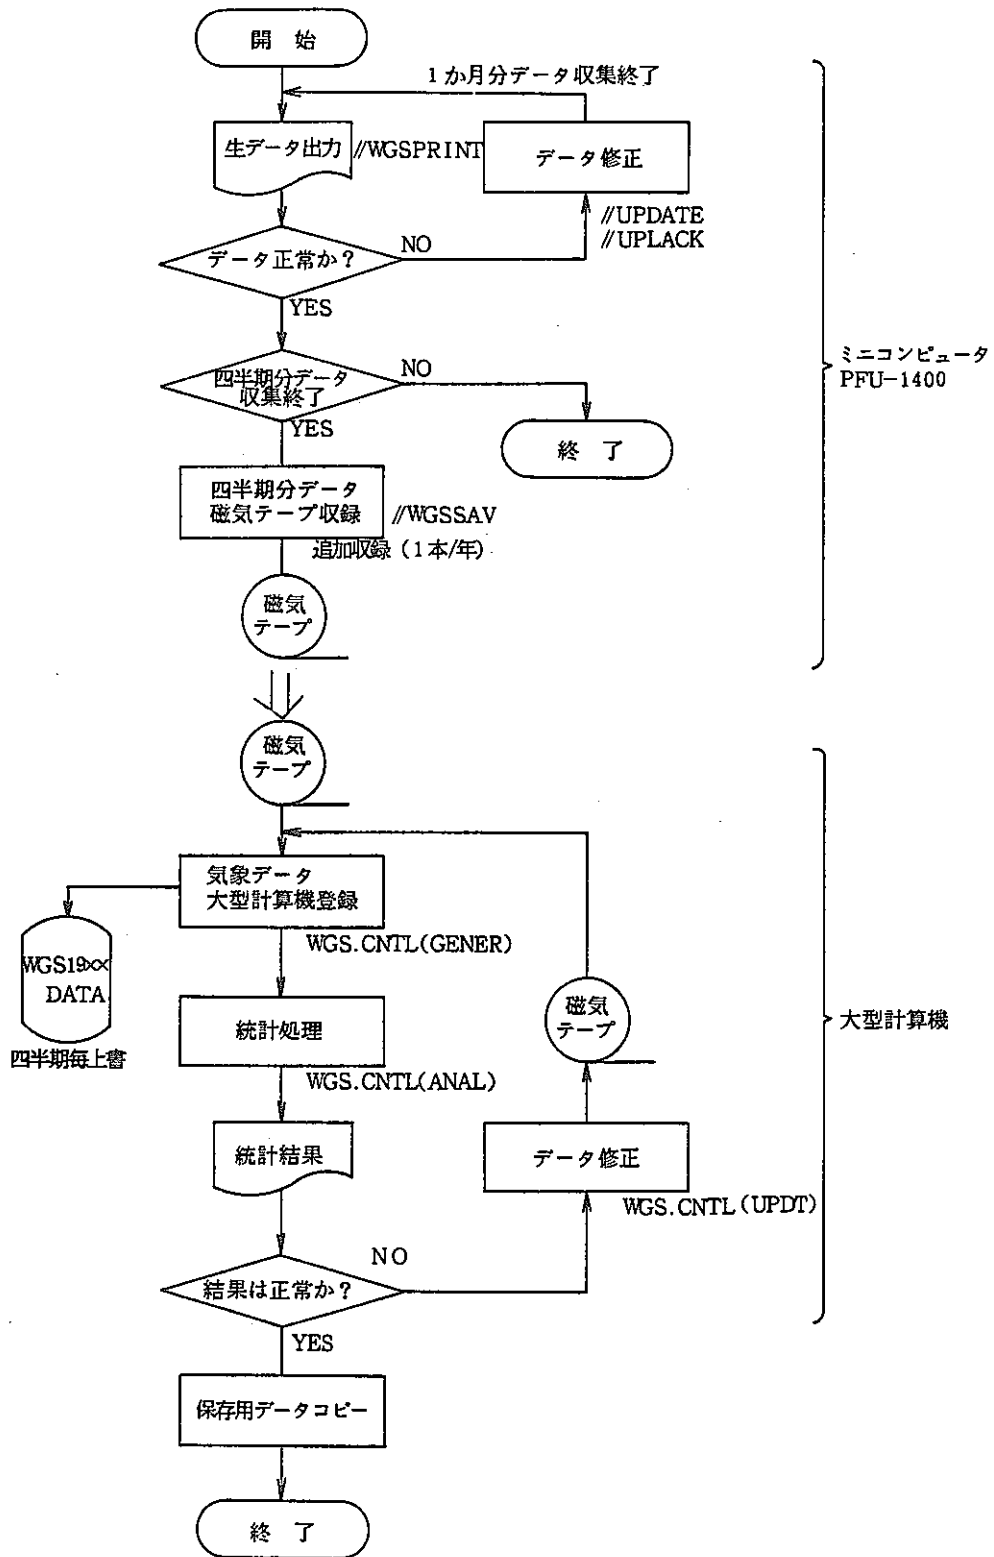 開 始
1か月分データ収集終了
生データ出力
//WGSPRINT
データ修正
//UPDATE
//UPLACK
データ正常か？
NO
YES
四半期分データ
収集終了
NO
YES
終 了
四半期分データ
磁気テープ収録
//WGSSAV
追加収録（1本/年）
磁気
テープ
ミニコンピュータ
PFU-1400
磁気
テープ
気象データ
大型計算機登録
WGS.CNTL(GENER)
WGS19××
DATA
四半期毎上書
統計処理
WGS.CNTL(ANAL)
磁気
テープ
大型計算機
統計結果
データ修正
WGS.CNTL(UPDT)
結果は正常か？
NO
YES
保存用データコピー
終 了